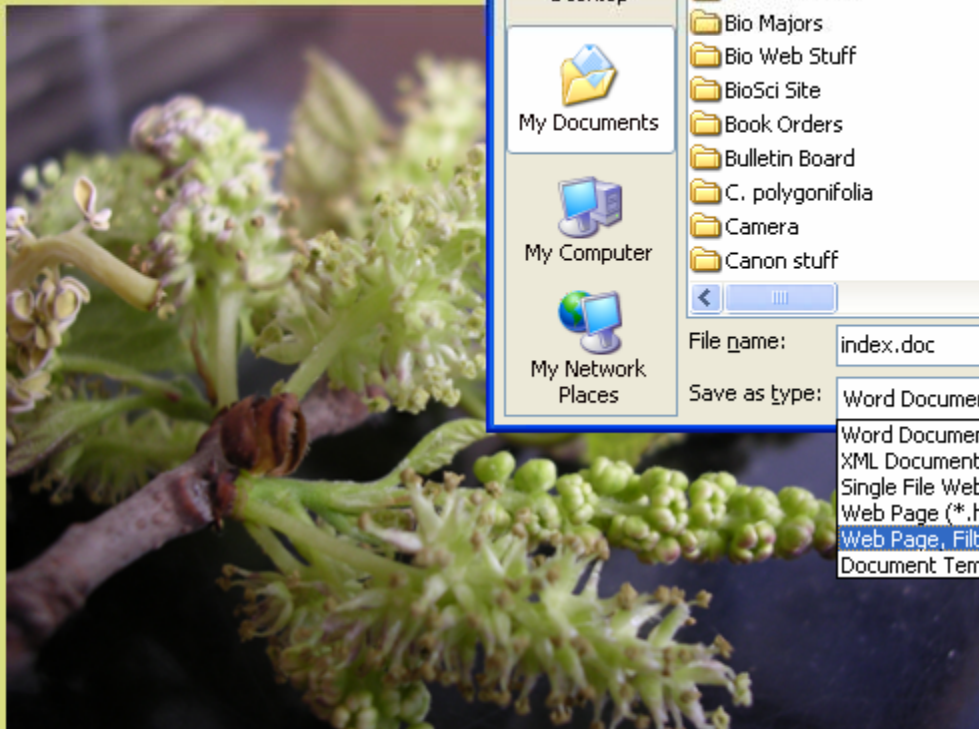 Bio Majors
Bio Web Stuff
BioSci Site
My Documents
Book Orders
Bulletin Board
C. polygonifolia
Camera
My Computer
Canon stuff
File name:
index.doc
My Network
Places
Save as type:
Word Documen
Word Documen
XML Document
Single File Web
Web Page (*.h
Web Page, Filt
Document Tem